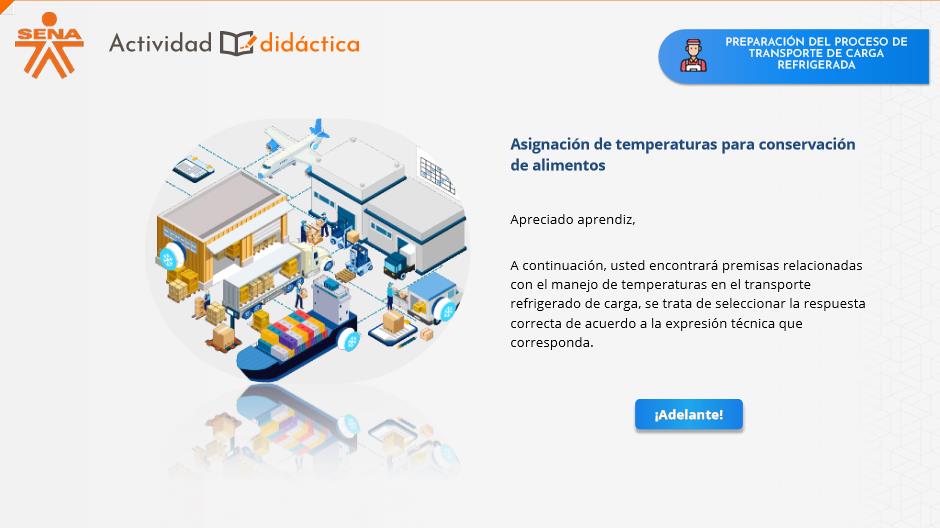 SENA
Actividad didáctica
PREPARACIÓN DEL PROCESO DE
TRANSPORTE DE CARGA
REFRIGERADA
Asignación de temperaturas para conservación
de alimentos
Apreciado aprendiz,
A continuación, usted encontrará premisas relacionadas
con el manejo de temperaturas en el transporte
refrigerado de carga, se trata de seleccionar la respuesta
correcta de acuerdo a la expresión técnica que
corresponda.
¡Adelante!